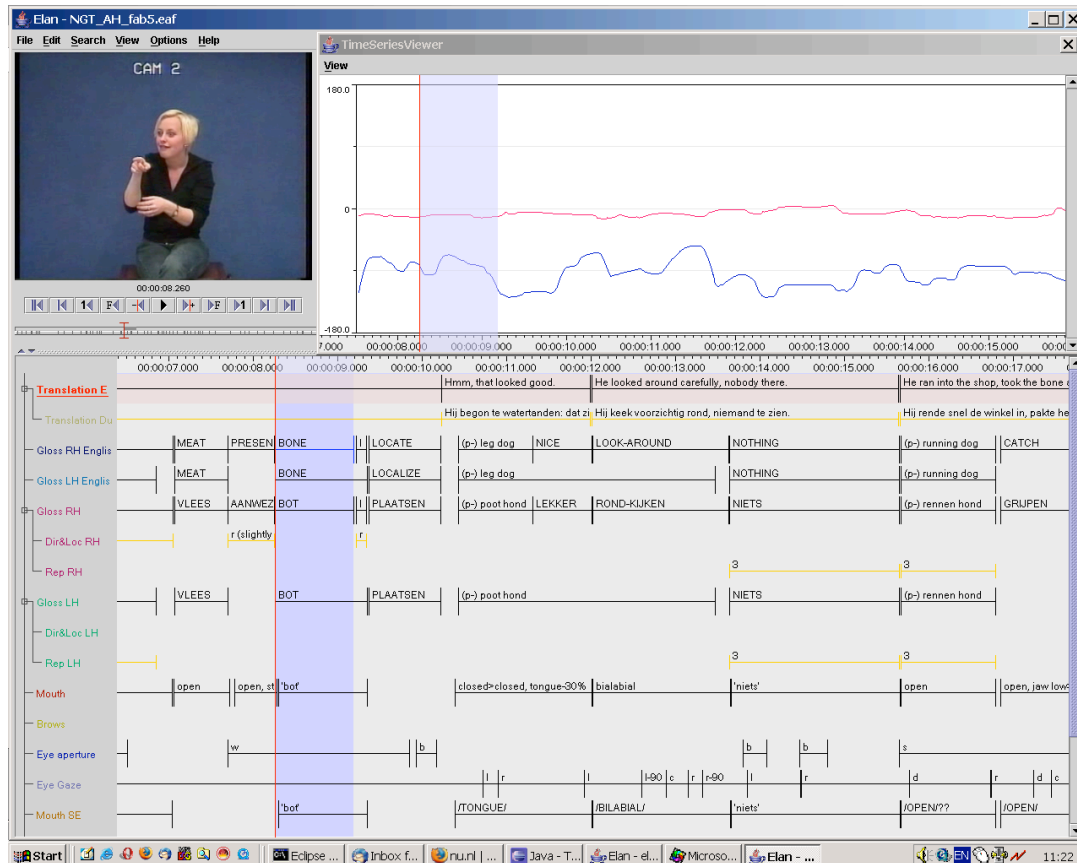 Elan - NGT_AH_fab5.eaf
File Edit Search View Options Help
CAM 2
00:00:08.260
TimeSeriesViewer
View
180.0
0
-180.0
7.000 00:00:08.000 00:00:09.000 00:00:10.000 00:00:11.000 00:00:12.000 00:00:13.000 00:00:14.000 00:00:15.000
00:00:07.000 00:00:08.000 00:00:09.000 00:00:10.000 00:00:11.000 00:00:12.000 00:00:13.000 00:00:14.000 00:00:15.000 00:00:16.000 00:00:17.000 00:0
Translation E Hmm, that looked good. He looked around carefully, nobody there. He ran into the shop, took the bone
Translation Du Hij begon te watertanden: dat zi Hij keek voorzichtig rond, niemand te zien. Hij rende snel de winkel in, pakte he
Gloss RH Englis MEAT PRESEN BONE I LOCATE (p-) leg dog NICE LOOK-AROUND NOTHING (p-) running dog CATCH
Gloss LH Englis MEAT BONE LOCALIZE (p-) leg dog NOTHING (p-) running dog
Gloss RH VLEES AANWEZ BOT I PLAATSEN (p-) poot hond LEKKER ROND-KIJKEN NIETS (p-) rennen hond GRIJPEN
Dir&Loc RH r (slightly r
Rep RH 3 3
Gloss LH VLEES BOT PLAATSEN (p-) poot hond NIETS (p-) rennen hond
Dir&Loc LH
Rep LH 3 3
Mouth open open, st 'bot' closed>closed, tongue-30% bialabial 'niets' open open, jaw low
Brows
Eye aperture w b b b s
Eye Gaze l r l l-90 c r r-90 l r d r d c
Mouth SE 'bot' /TONGUE/ /BILABIAL/ 'niets' /OPEN/?? /OPEN/
Start Eclipse ... Inbox f... nu.nl | ... Java - T... Elan - el... Microso... Elan - ... EN 11:22